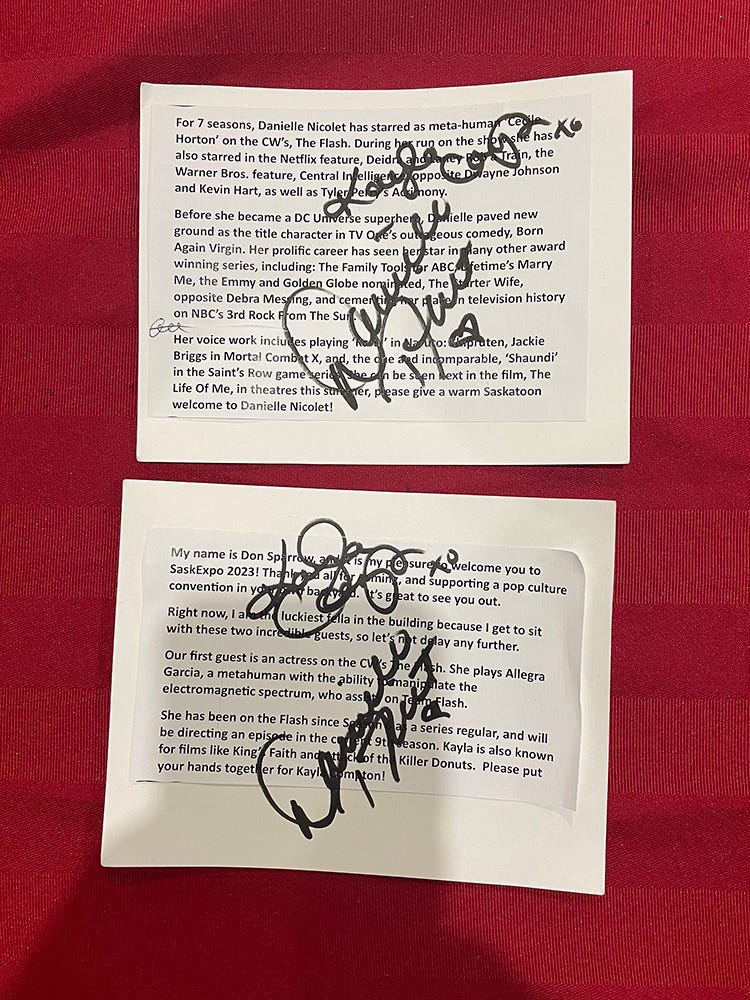 For 7 seasons, Danielle Nicolet has starred as meta-human 'Cecile
Horton' on the CW's, The Flash. During her run on the show she has
also starred in the Netflix feature, Deidra and Laney Rob a Train, the
Warner Bros. feature, Central Intelligence opposite Dwayne Johnson
and Kevin Hart, as well as Tyler Perry's Acrimony.
Before she became a DC Universe superhero, Danielle paved new
ground as the title character in TV One's outrageous comedy, Born
Again Virgin. Her prolific career has seen her star in many other award
winning series, including: The Family Tools for ABC, Lifetime's Marry
Me, the Emmy and Golden Globe nominated, The Starter Wife,
opposite Debra Messing, and cementing her place in television history
on NBC's 3rd Rock From The Sun.
Her voice work includes playing in Naruto: Shipruten, Jackie
Briggs in Mortal Combat X, and, the one and incomparable, 'Shaundi'
in the Saint's Row game series. She can be seen next in the film, The
Life Of Me, in theatres this summer, please give a warm Saskatoon
welcome to Danielle Nicolet!
Kayla
XO
Danielle
My name is Don Sparrow, and it is my pleasure to welcome you to
SaskExpo 2023! Thank you all for coming, and supporting a pop culture
convention in your own backyard. It's great to see you out.
Right now, I am the luckiest fella in the building because I get to sit
with these two incredible guests, so let's not delay any further.
Our first guest is an actress on the CW's The Flash. She plays Allegra
Garcia, a metahuman with the ability to manipulate the
electromagnetic spectrum, who assists on Team Flash.
She has been on the Flash since Season as a series regular, and will
be directing an episode in the current 9th season. Kayla is also known
for films like King's Faith and Attack of the Killer Donuts. Please put
your hands together for Kayla Compton!
Kayla
XO
Danielle